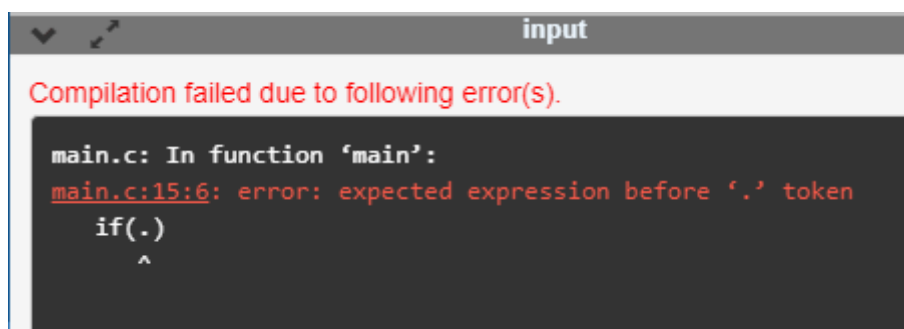 input
Compilation failed due to following error(s).
main.c: In function ‘main’:
main.c:15:6: error: expected expression before ‘.’ token
if(.)
^